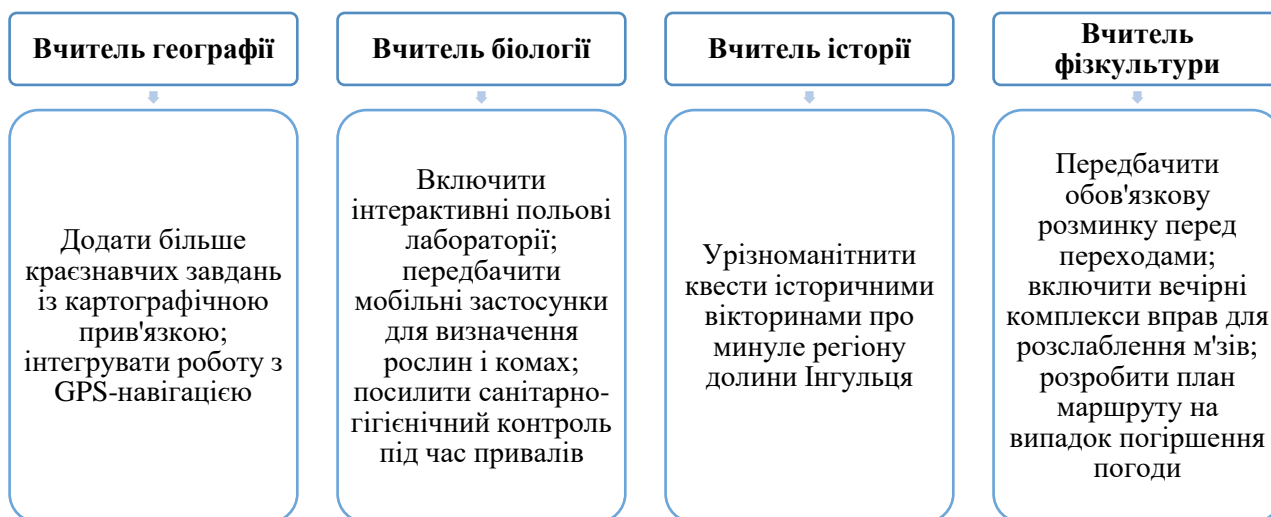 Вчитель географії
Додати більше
краєзнавчих завдань
із картографічною
прив'язкою;
інтегрувати роботу з
GPS-навігацією
Вчитель біології
Включити
інтерактивні польові
лабораторії;
передбачити
мобільні застосунки
для визначення
рослин і комах;
посилити санітарно-
гігієнічний контроль
під час привалів
Вчитель історії
Урізноманітнити
квести історичними
вікторинами про
минуле регіону
долини Інгульця
Вчитель
фізкультури
Передбачити
обов'язкову
розминку перед
переходами;
включити вечірні
комплекси вправ для
розслаблення м'зів;
розробити план
маршруту на
випадок погіршення
погоди